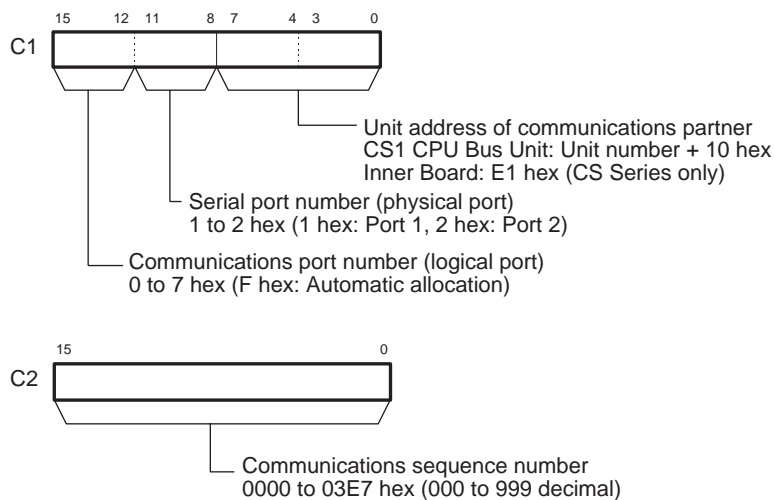 15 12 11 8 7 4 3 0
C1
Unit address of communications partner
CS1 CPU Bus Unit: Unit number + 10 hex
Inner Board: E1 hex (CS Series only)
Serial port number (physical port)
1 to 2 hex (1 hex: Port 1, 2 hex: Port 2)
Communications port number (logical port)
0 to 7 hex (F hex: Automatic allocation)
15 0
C2
Communications sequence number
0000 to 03E7 hex (000 to 999 decimal)